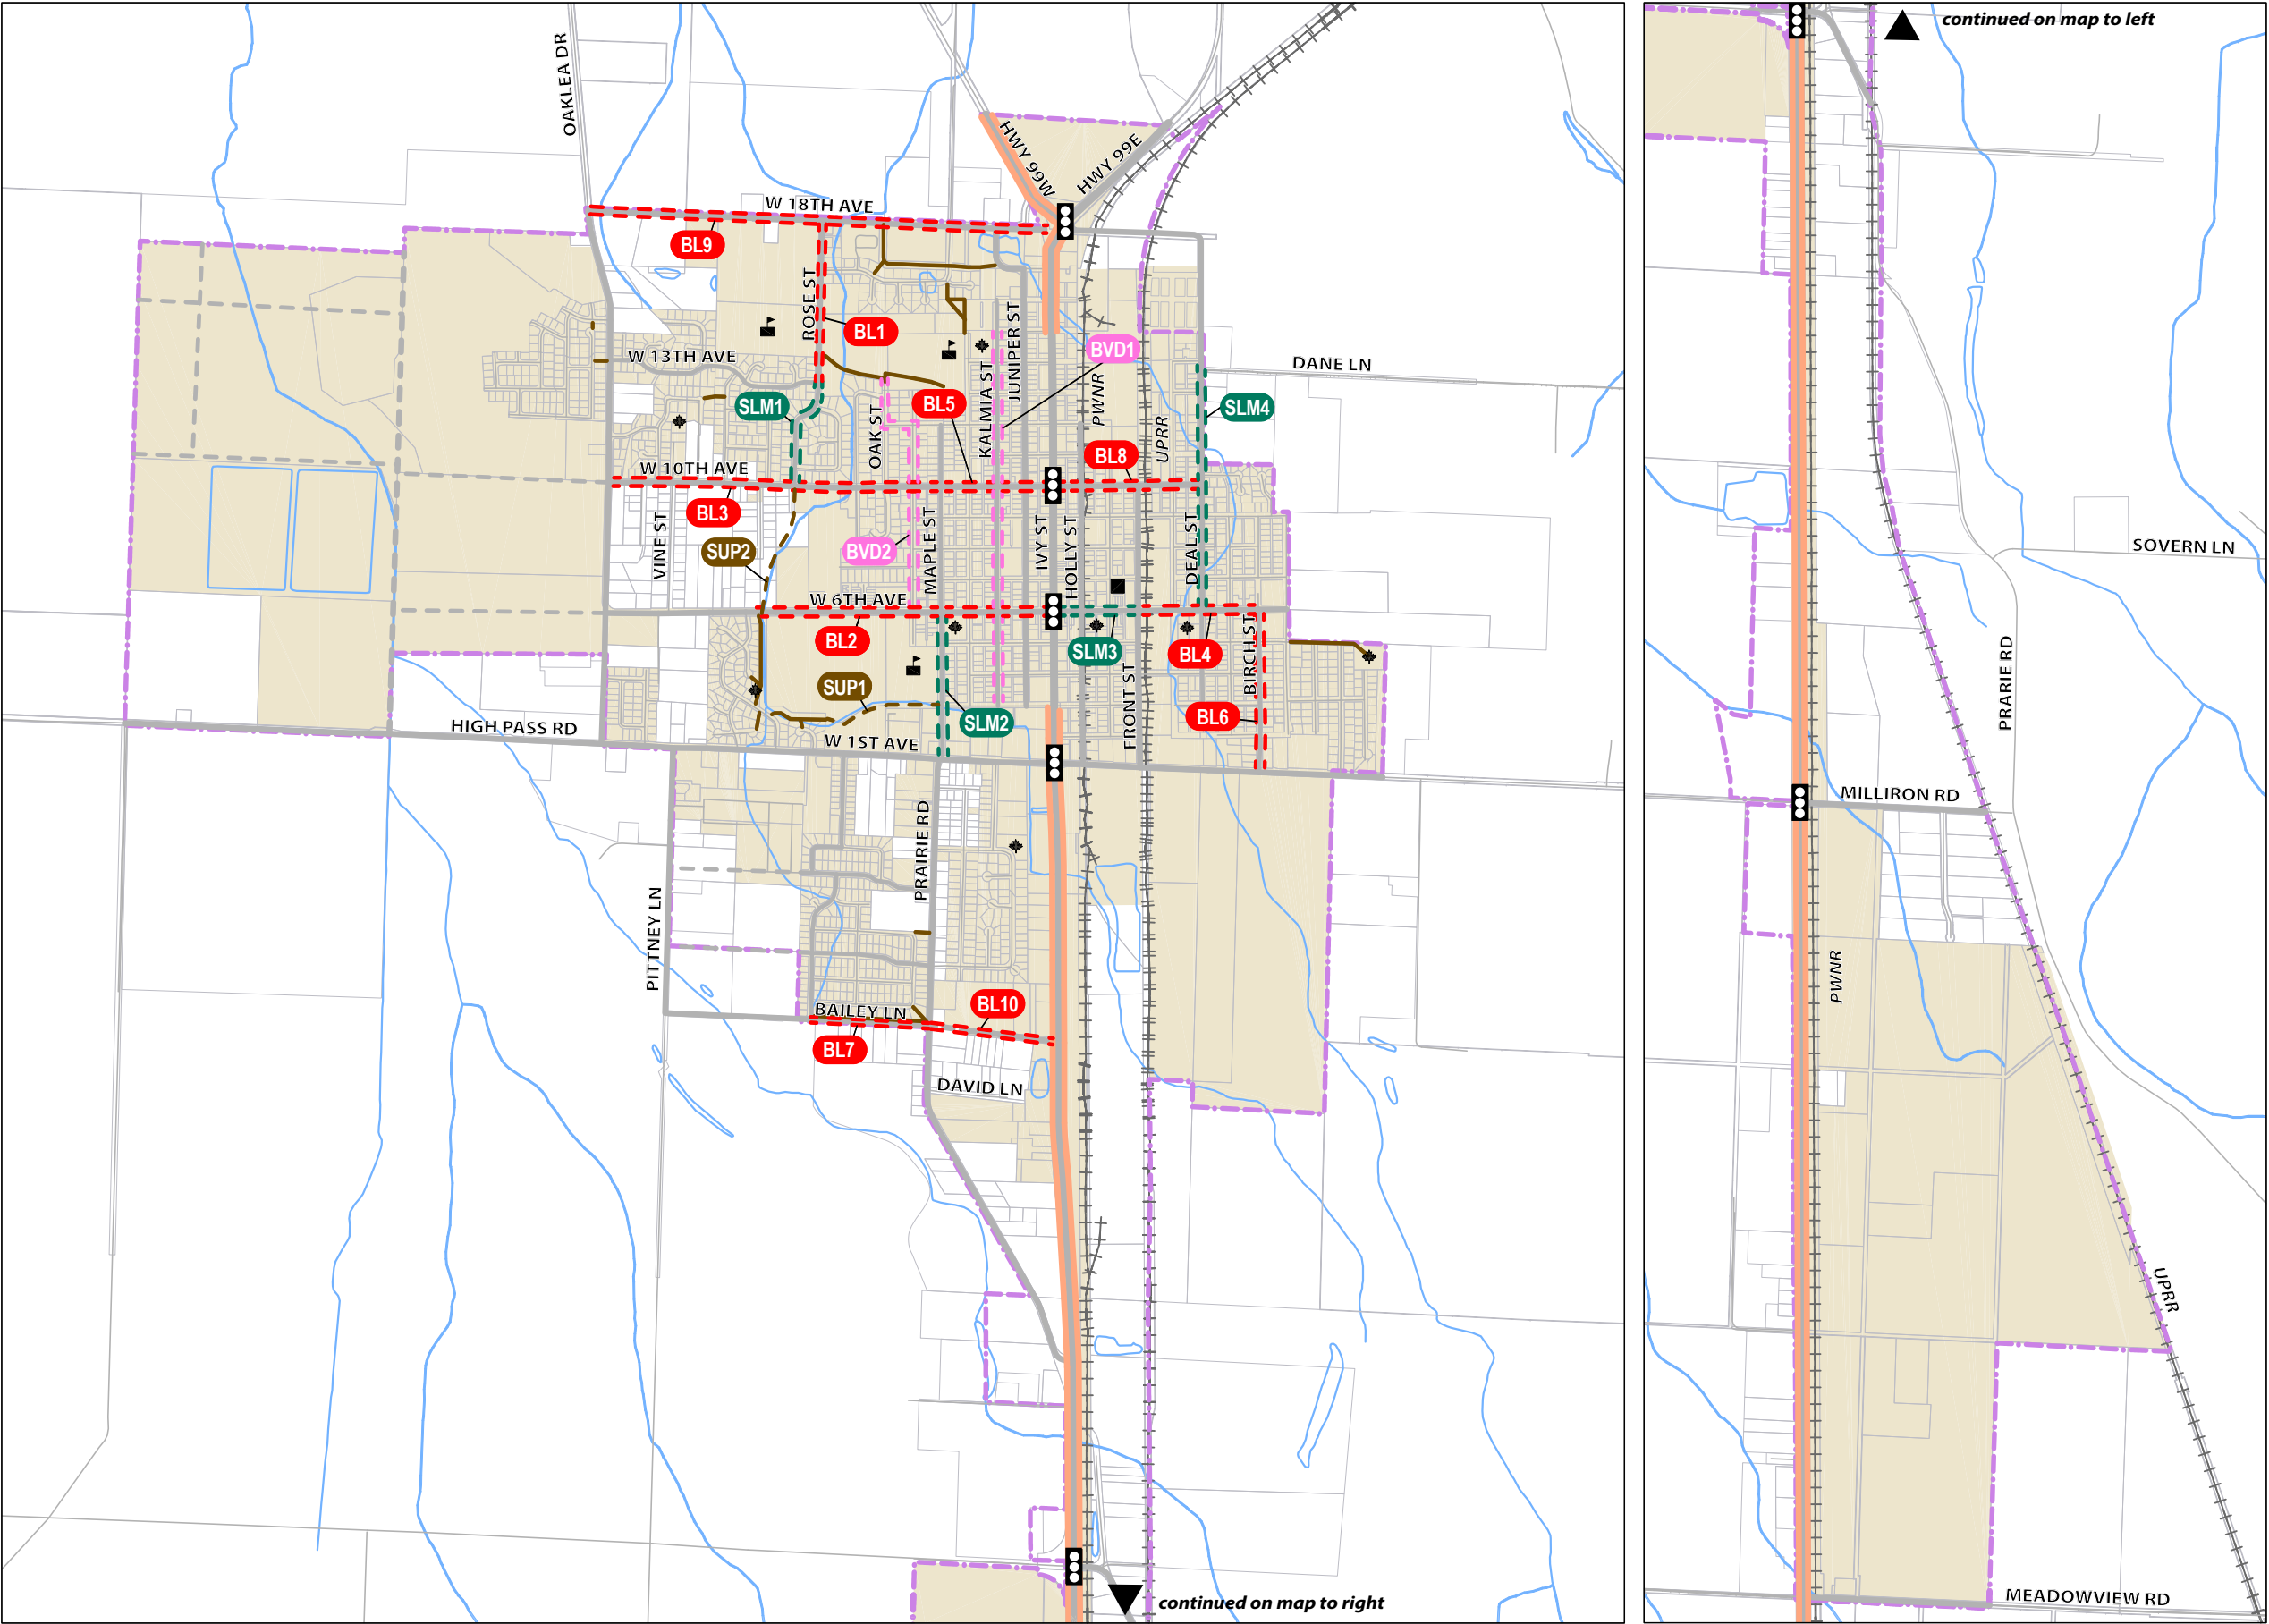 continued on map to left
OAKLEA DR
HWY 99W
HWY 99E
W 18TH AVE
BL9
ROSE ST
BL1
JUNIPER ST
BVD1
W 13TH AVE
DANE LN
KALMIA ST
PWNR
SLM1
BL5
SLM4
OAK ST
UPRR
BL8
W 10TH AVE
BL3
VINE ST
SUP2
BVD2
MAPLE ST
IVY ST
HOLLY ST
DEAL ST
SOVERN LN
W 6TH AVE
BL2
SLM3
BL4
BIRCH ST
SUP1
FRONT ST
BL6
SLM2
PRARIE RD
HIGH PASS RD
W 1ST AVE
MILLIRON RD
PRAIRIE RD
PITTNEY LN
PWNR
BL10
BAILEY LN
BL7
DAVID LN
UPRR
continued on map to right
MEADOWVIEW RD